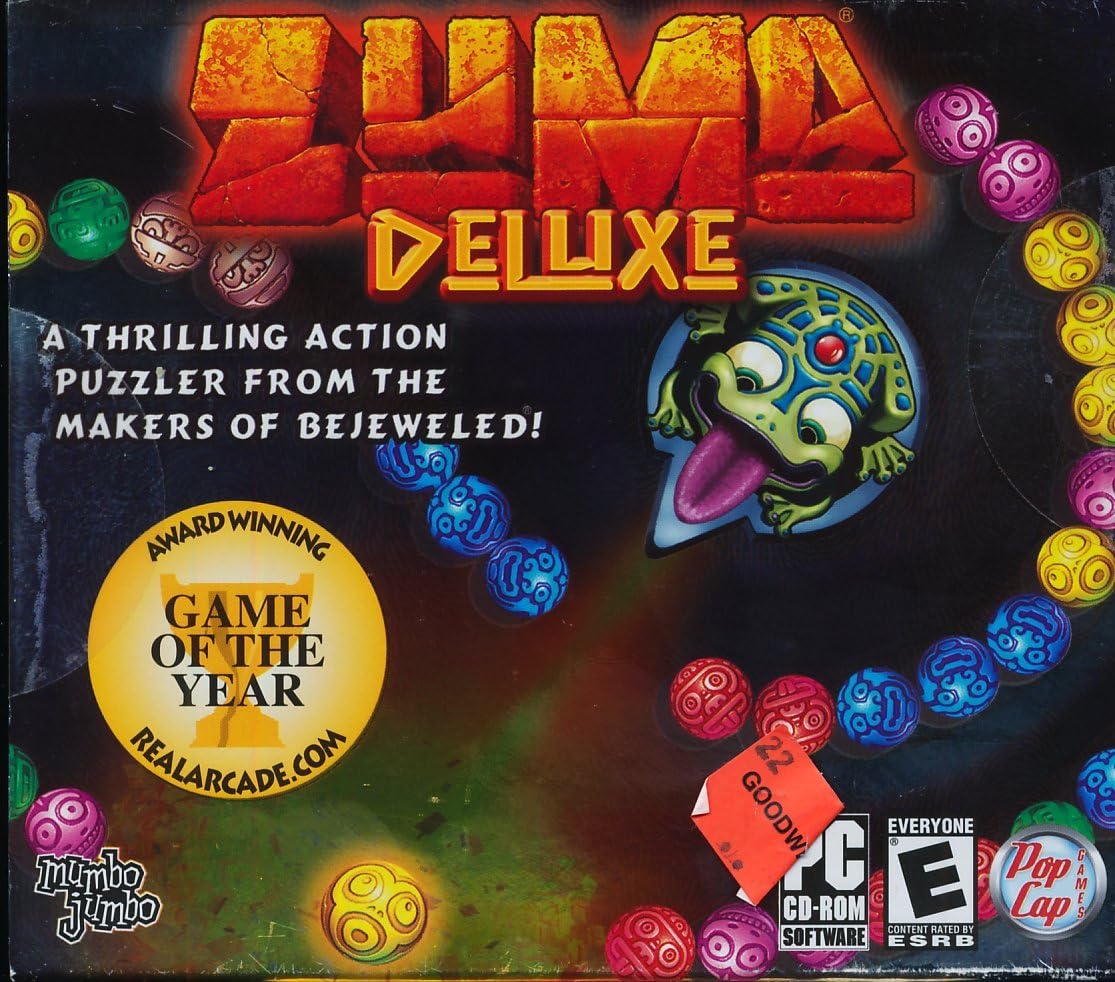 ZUMA®
DELUXE
A THRILLING ACTION
PUZZLER FROM THE
MAKERS OF BEJEWELED®!
AWARD WINNING
GAME
OF THE
YEAR
REALARCADE.COM
mumbo
jumbo
22
GOODW
PC
CD-ROM
SOFTWARE
EVERYONE
®
E
CONTENT RATED BY
ESRB
Pop
Cap
GAMES